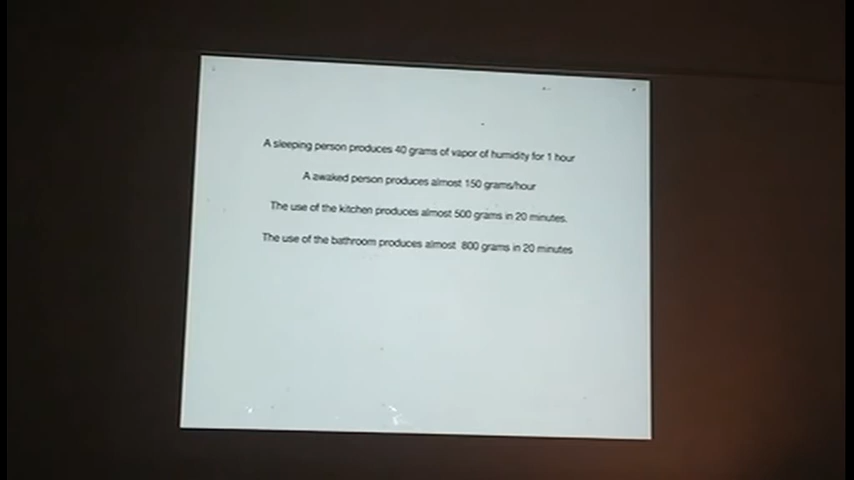 A sleeping person produces 40 grams of vapor of humidity for 1 hour
A awaked person produces almost 150 grams/hour
The use of the kitchen produces almost 500 grams in 20 minutes.
The use of the bathroom produces almost 800 grams in 20 minutes